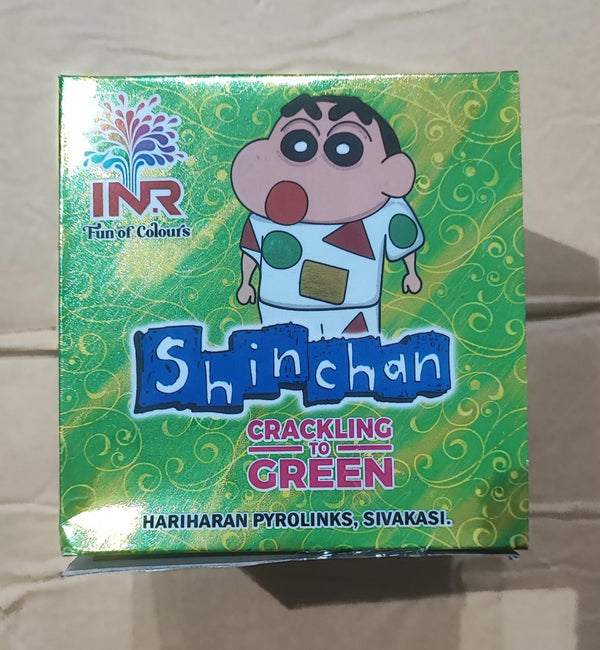 INR
Fun of Colours
Shinchan
CRACKLING
TO
GREEN
HARIHARAN PYROLINKS, SIVAKASI.